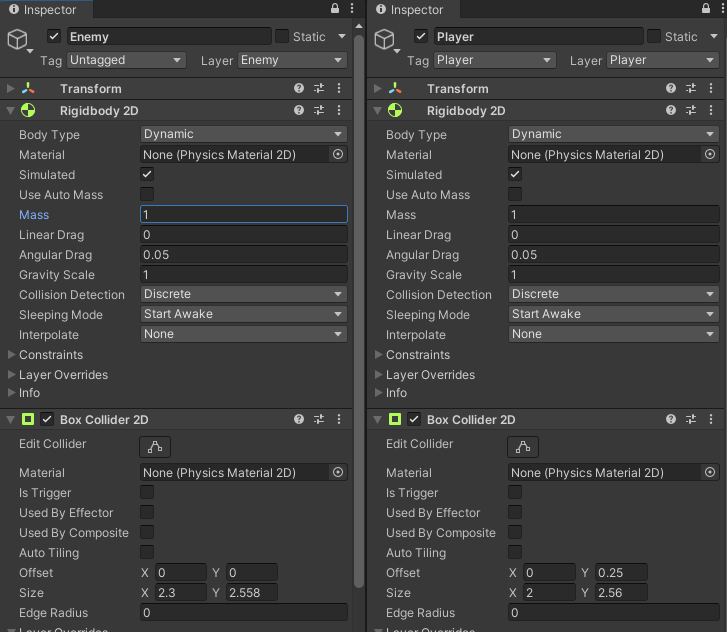 Inspector
Enemy Static
Tag Untagged Layer Enemy
Transform
Rigidbody 2D
Body Type Dynamic
Material None (Physics Material 2D)
Simulated
Use Auto Mass
Mass 1
Linear Drag 0
Angular Drag 0.05
Gravity Scale 1
Collision Detection Discrete
Sleeping Mode Start Awake
Interpolate None
Constraints
Layer Overrides
Info
Box Collider 2D
Edit Collider
Material None (Physics Material 2D)
Is Trigger
Used By Effector
Used By Composite
Auto Tiling
Offset X 0 Y 0
Size X 2.3 Y 2.558
Edge Radius 0
Layer Overrides
Inspector
Player Static
Tag Player Layer Player
Transform
Rigidbody 2D
Body Type Dynamic
Material None (Physics Material 2D)
Simulated
Use Auto Mass
Mass 1
Linear Drag 0
Angular Drag 0.05
Gravity Scale 1
Collision Detection Discrete
Sleeping Mode Start Awake
Interpolate None
Constraints
Layer Overrides
Info
Box Collider 2D
Edit Collider
Material None (Physics Material 2D)
Is Trigger
Used By Effector
Used By Composite
Auto Tiling
Offset X 0 Y 0.25
Size X 2 Y 2.56
Edge Radius 0
Layer Overrides